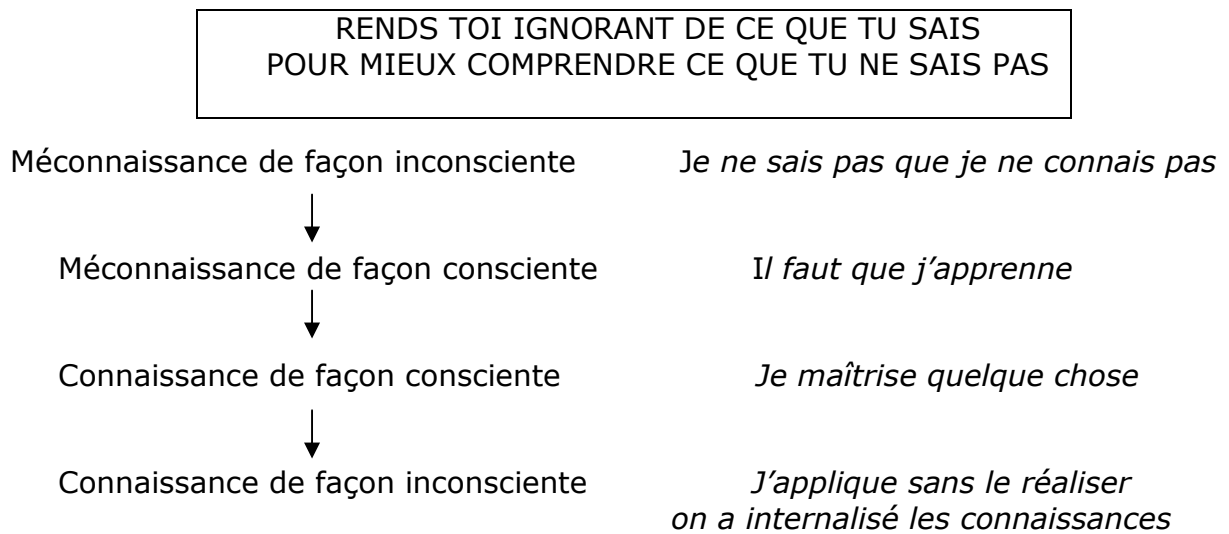 RENDS TOI IGNORANT DE CE QUE TU SAIS
POUR MIEUX COMPRENDRE CE QUE TU NE SAIS PAS
Méconnaissance de façon inconsciente Je ne sais pas que je ne connais pas
Méconnaissance de façon consciente Il faut que j’apprenne
Connaissance de façon consciente Je maîtrise quelque chose
Connaissance de façon inconsciente J’applique sans le réaliser
on a internalisé les connaissances